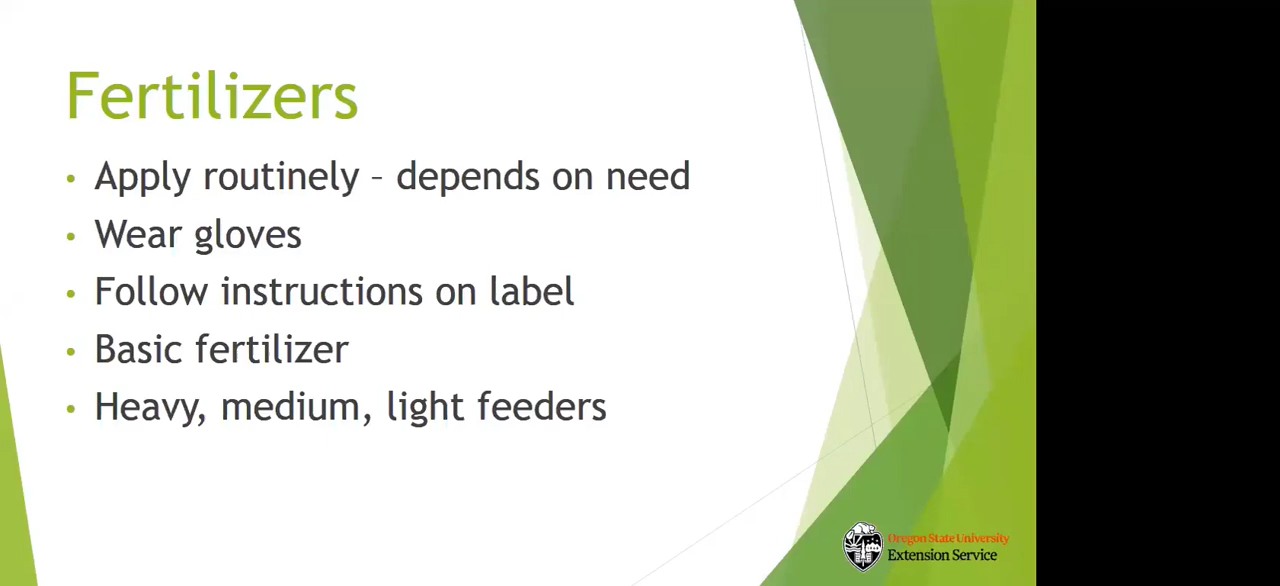 Fertilizers
• Apply routinely – depends on need
• Wear gloves
• Follow instructions on label
• Basic fertilizer
• Heavy, medium, light feeders
Oregon State University
Extension Service